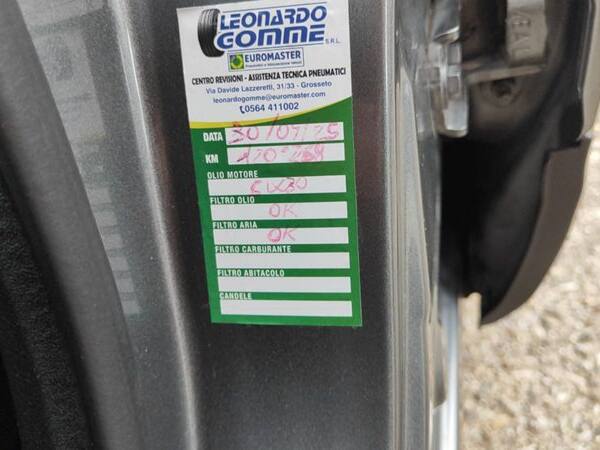 LEONARDO
GOMME S.R.L.
EUROMASTER
CENTRO REVISIONI - ASSISTENZA TECNICA PNEUMATICI
Via Davide Lazzeretti, 31/33 - Grosseto
leonardogomme@euromaster.com
0564 411002
DATA
KM
OLIO MOTORE
FILTRO OLIO
OK
FILTRO ARIA
OK
FILTRO CARBURANTE
FILTRO ABITACOLO
CANDELE